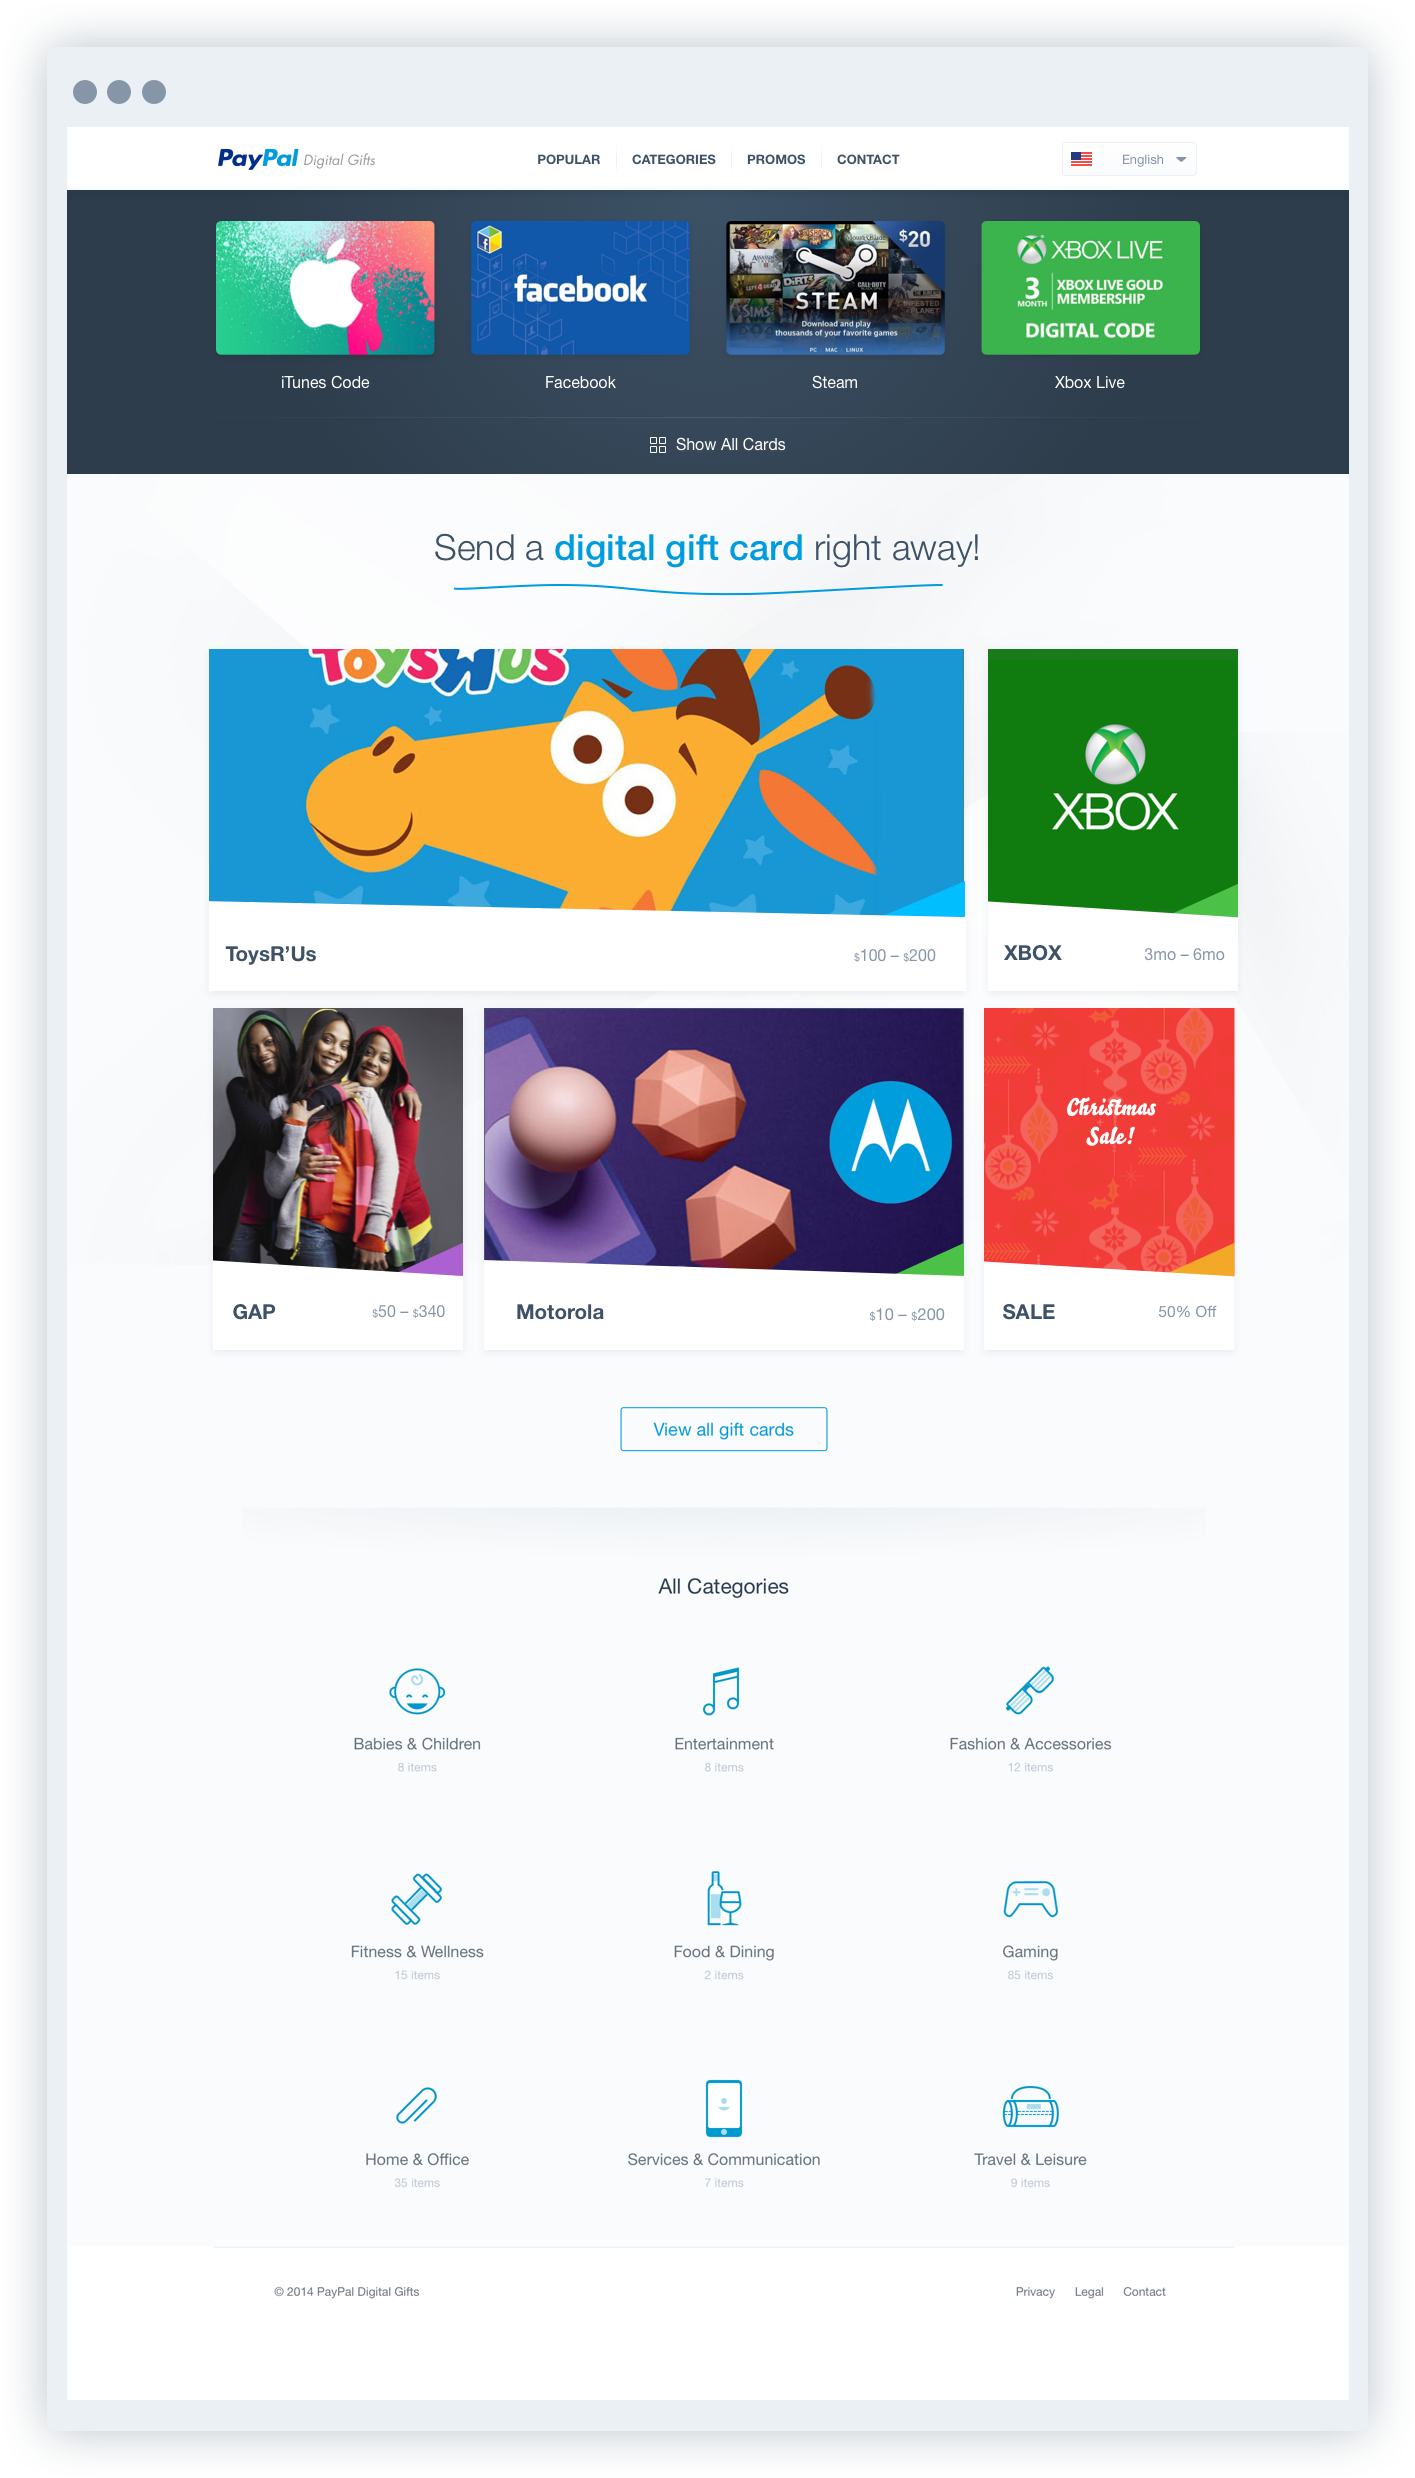 PayPal Digital Gifts
POPULAR
CATEGORIES
PROMOS
CONTACT
English
facebook
$20
STEAM
Download and play
thousands of your favorite games
PC MAC LINUX
XBOX LIVE
3 MONTH
XBOX LIVE GOLD
MEMBERSHIP
DIGITAL CODE
iTunes Code
Facebook
Steam
Xbox Live
Show All Cards
Send a digital gift card right away!
TOYSRUS
XBOX
ToysR’Us
$100 – $200
XBOX
3mo – 6mo
Christmas
Sale!
GAP
$50 – $340
Motorola
$10 – $200
SALE
50% Off
View all gift cards
All Categories
Babies & Children
8 items
Entertainment
8 items
Fashion & Accessories
12 items
Fitness & Wellness
15 items
Food & Dining
2 items
Gaming
85 items
Home & Office
35 items
Services & Communication
7 items
Travel & Leisure
9 items
© 2014 PayPal Digital Gifts
Privacy
Legal
Contact